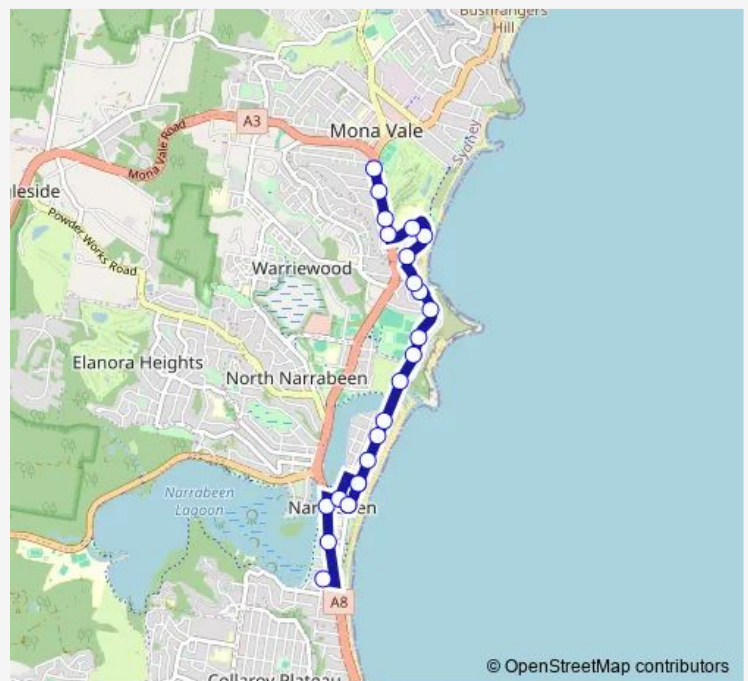 Bushrangers
Hill
A3
Mona Vale
Mona Vale Road
Sydney
leside
Powder Works Road
Warriewood
Elanora Heights
North Narrabeen
Narrabeen
Lagoon
A8
Collaroy Plateau
© OpenStreetMap contributors